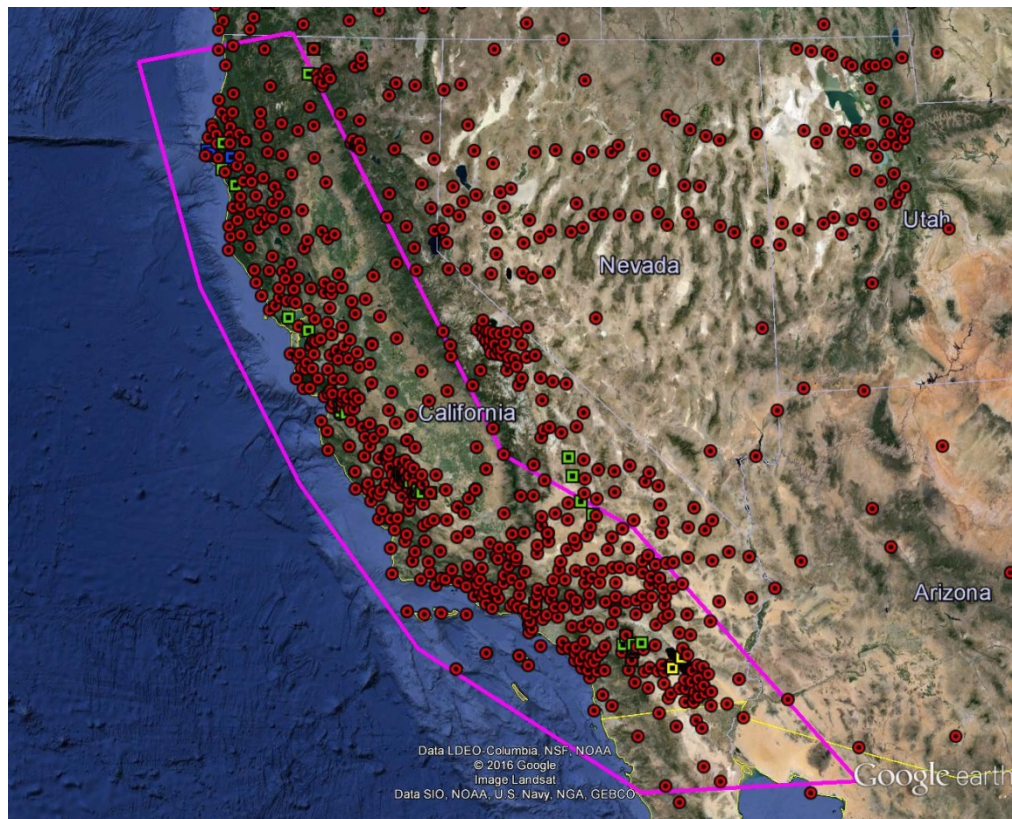 Utah
Nevada
California
Arizona
Data LDEO-Columbia, NSF, NOAA
© 2016 Google
Image Landsat
Data SIO, NOAA, U.S. Navy, NGA, GEBCO
Google earth